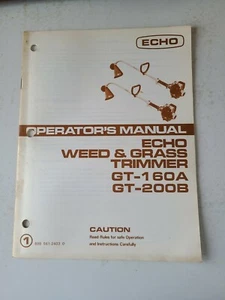 ECHO
OPERATOR'S MANUAL
ECHO
WEED & GRASS
TRIMMER
GT-160A
GT-200B
CAUTION
Read Rules for safe Operation
and Instructions Carefully
1